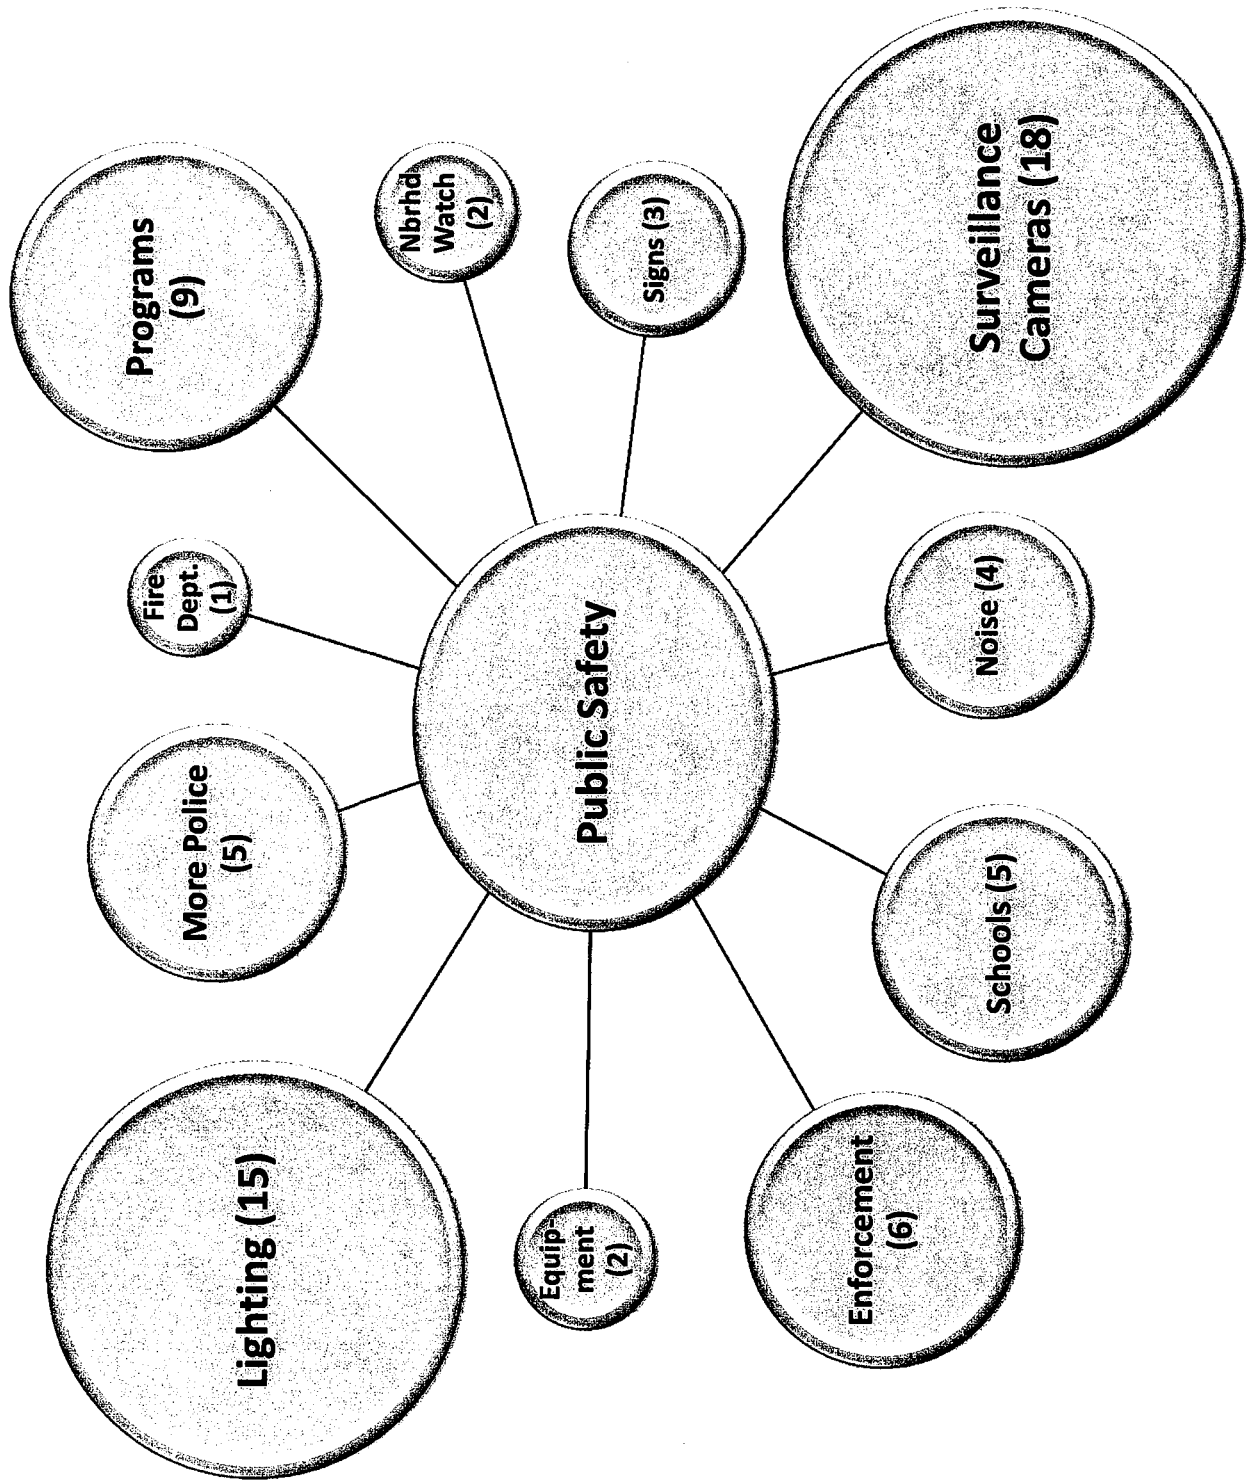 Lighting (15)
More Police
(5)
Fire
Dept.
(1)
Programs
(9)
Nbrhd
Watch
(2)
Equip-
ment
(2)
Public Safety
Signs (3)
Enforcement
(6)
Schools (5)
Noise (4)
Surveillance
Cameras (18)